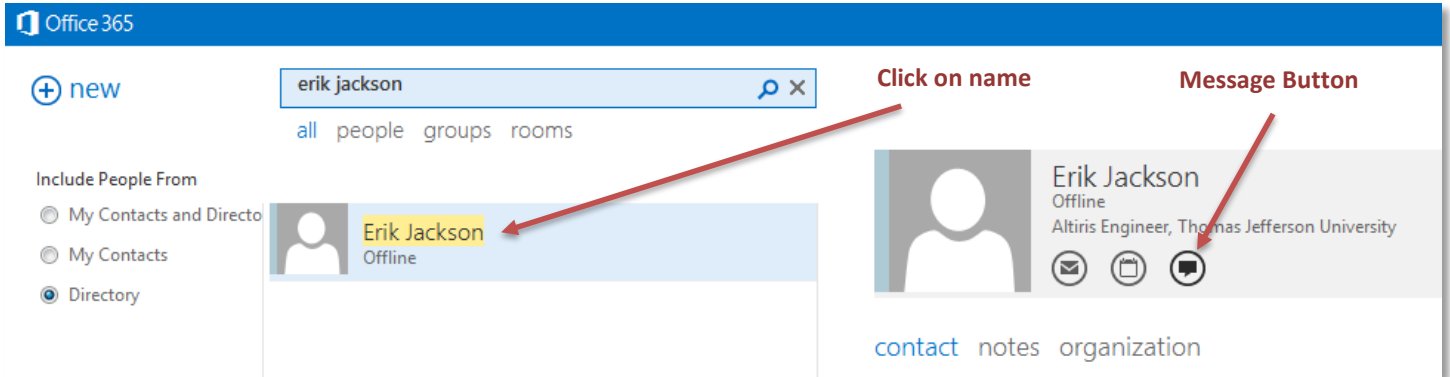 Office 365
new
erik jackson
all people groups rooms
Include People From
My Contacts and Directo
My Contacts
Directory
Erik Jackson
Offline
Click on name
Message Button
Erik Jackson
Offline
Altiris Engineer, Thomas Jefferson University
contact notes organization